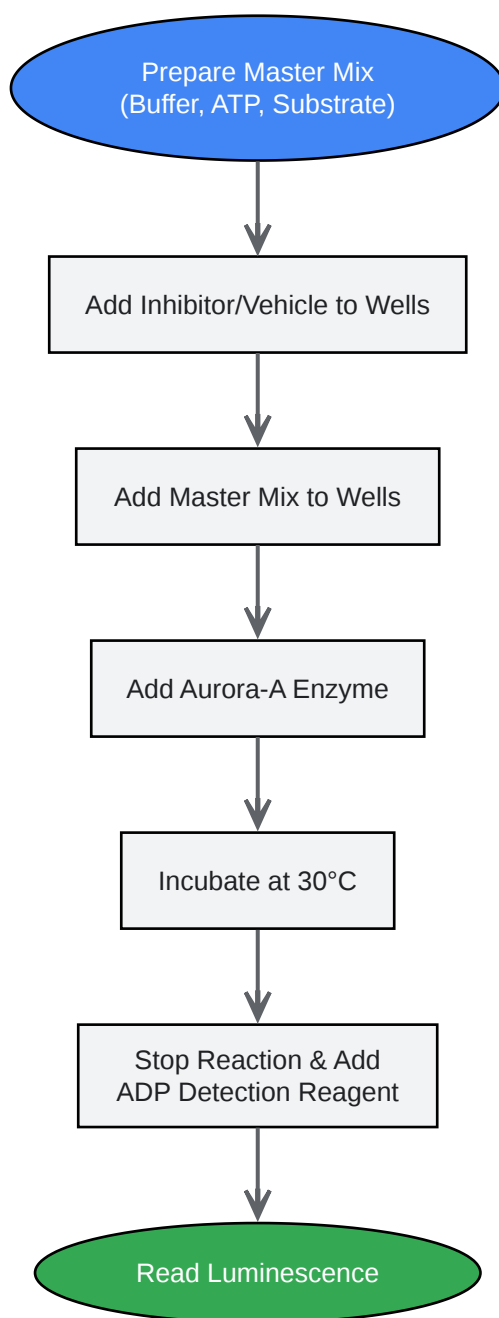 Prepare Master Mix
(Buffer, ATP, Substrate)
Add Inhibitor/Vehicle to Wells
Add Master Mix to Wells
Add Aurora-A Enzyme
Incubate at 30°C
Stop Reaction & Add
ADP Detection Reagent
Read Luminescence